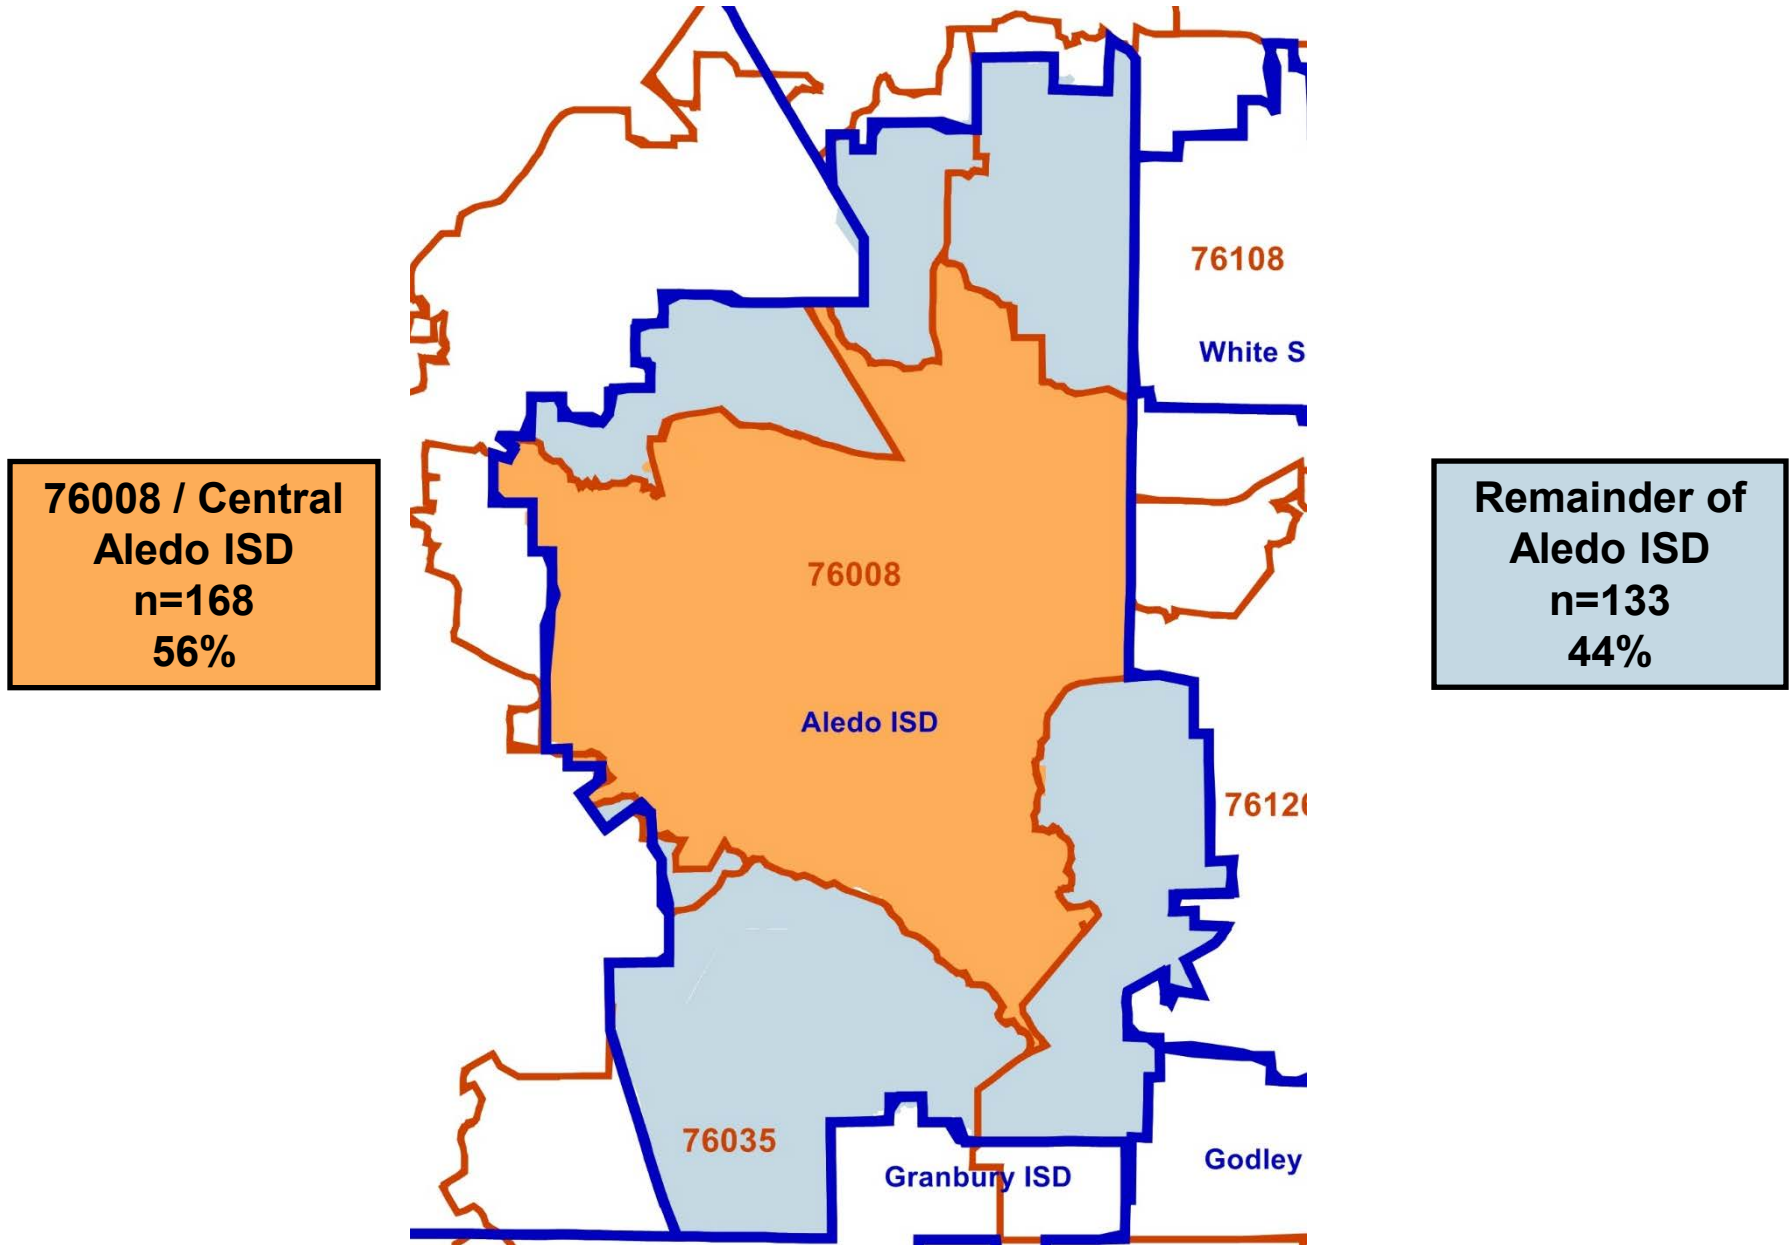 76108
White S
76008 / Central
Aledo ISD
n=168
56%
Remainder of
Aledo ISD
n=133
44%
76008
Aledo ISD
76126
76035
Granbury ISD
Godley